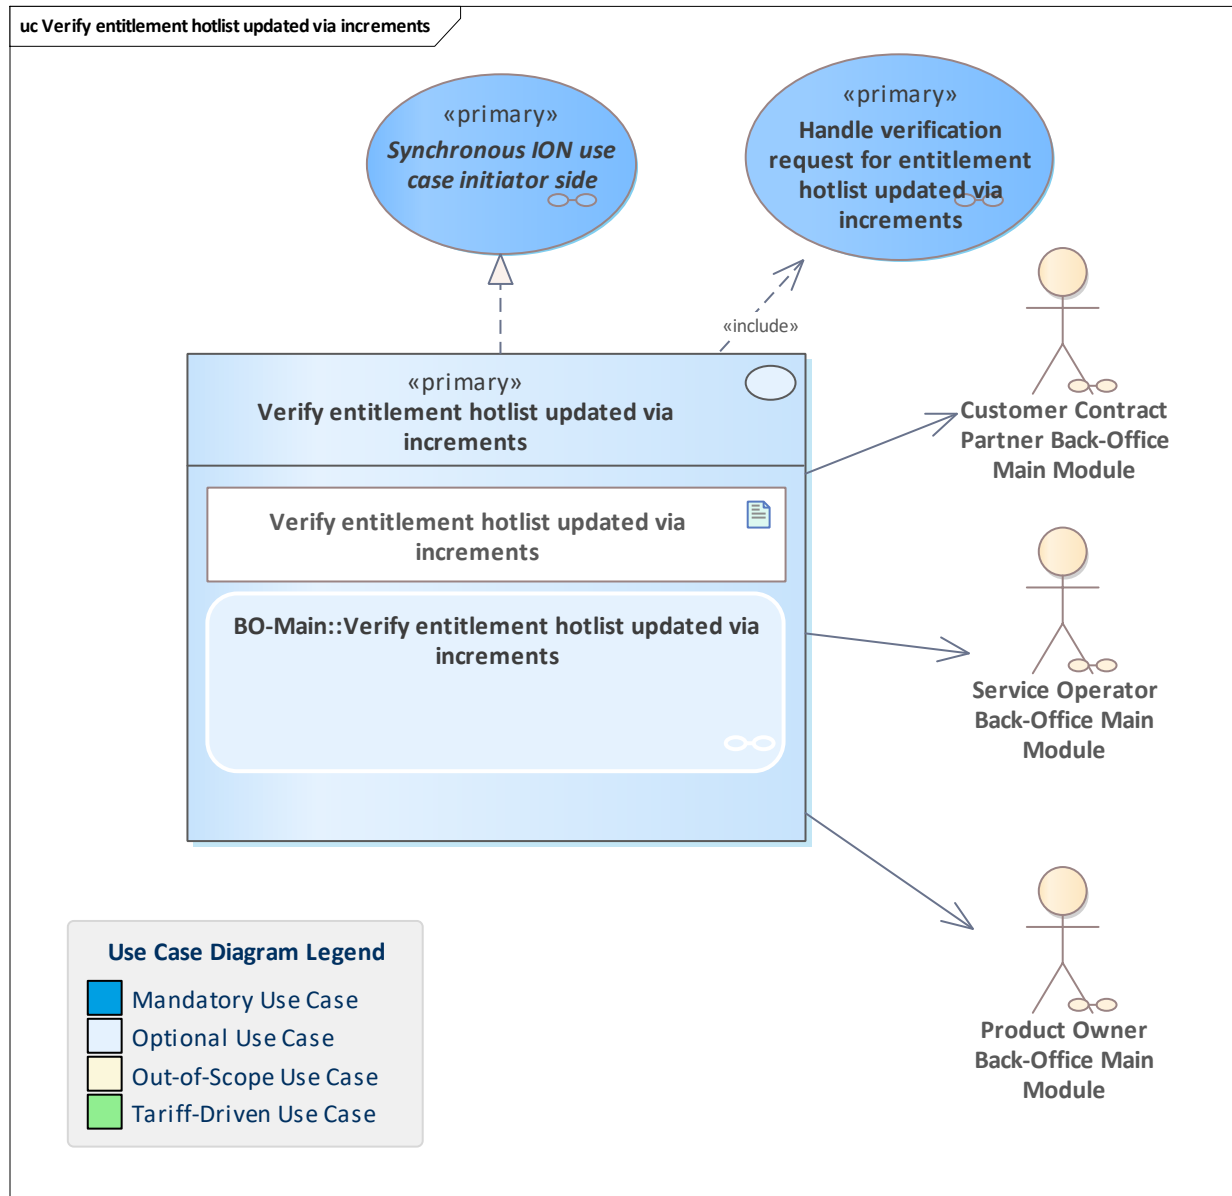 uc Verify entitlement hotlist updated via increments
«primary»
Synchronous ION use
case initiator side
«primary»
Handle verification
request for entitlement
hotlist updated via
increments
«include»
«primary»
Verify entitlement hotlist updated via
increments
Verify entitlement hotlist updated via
increments
BO-Main::Verify entitlement hotlist updated via
increments
Customer Contract
Partner Back-Office
Main Module
Service Operator
Back-Office Main
Module
Product Owner
Back-Office Main
Module
Use Case Diagram Legend
Mandatory Use Case
Optional Use Case
Out-of-Scope Use Case
Tariff-Driven Use Case